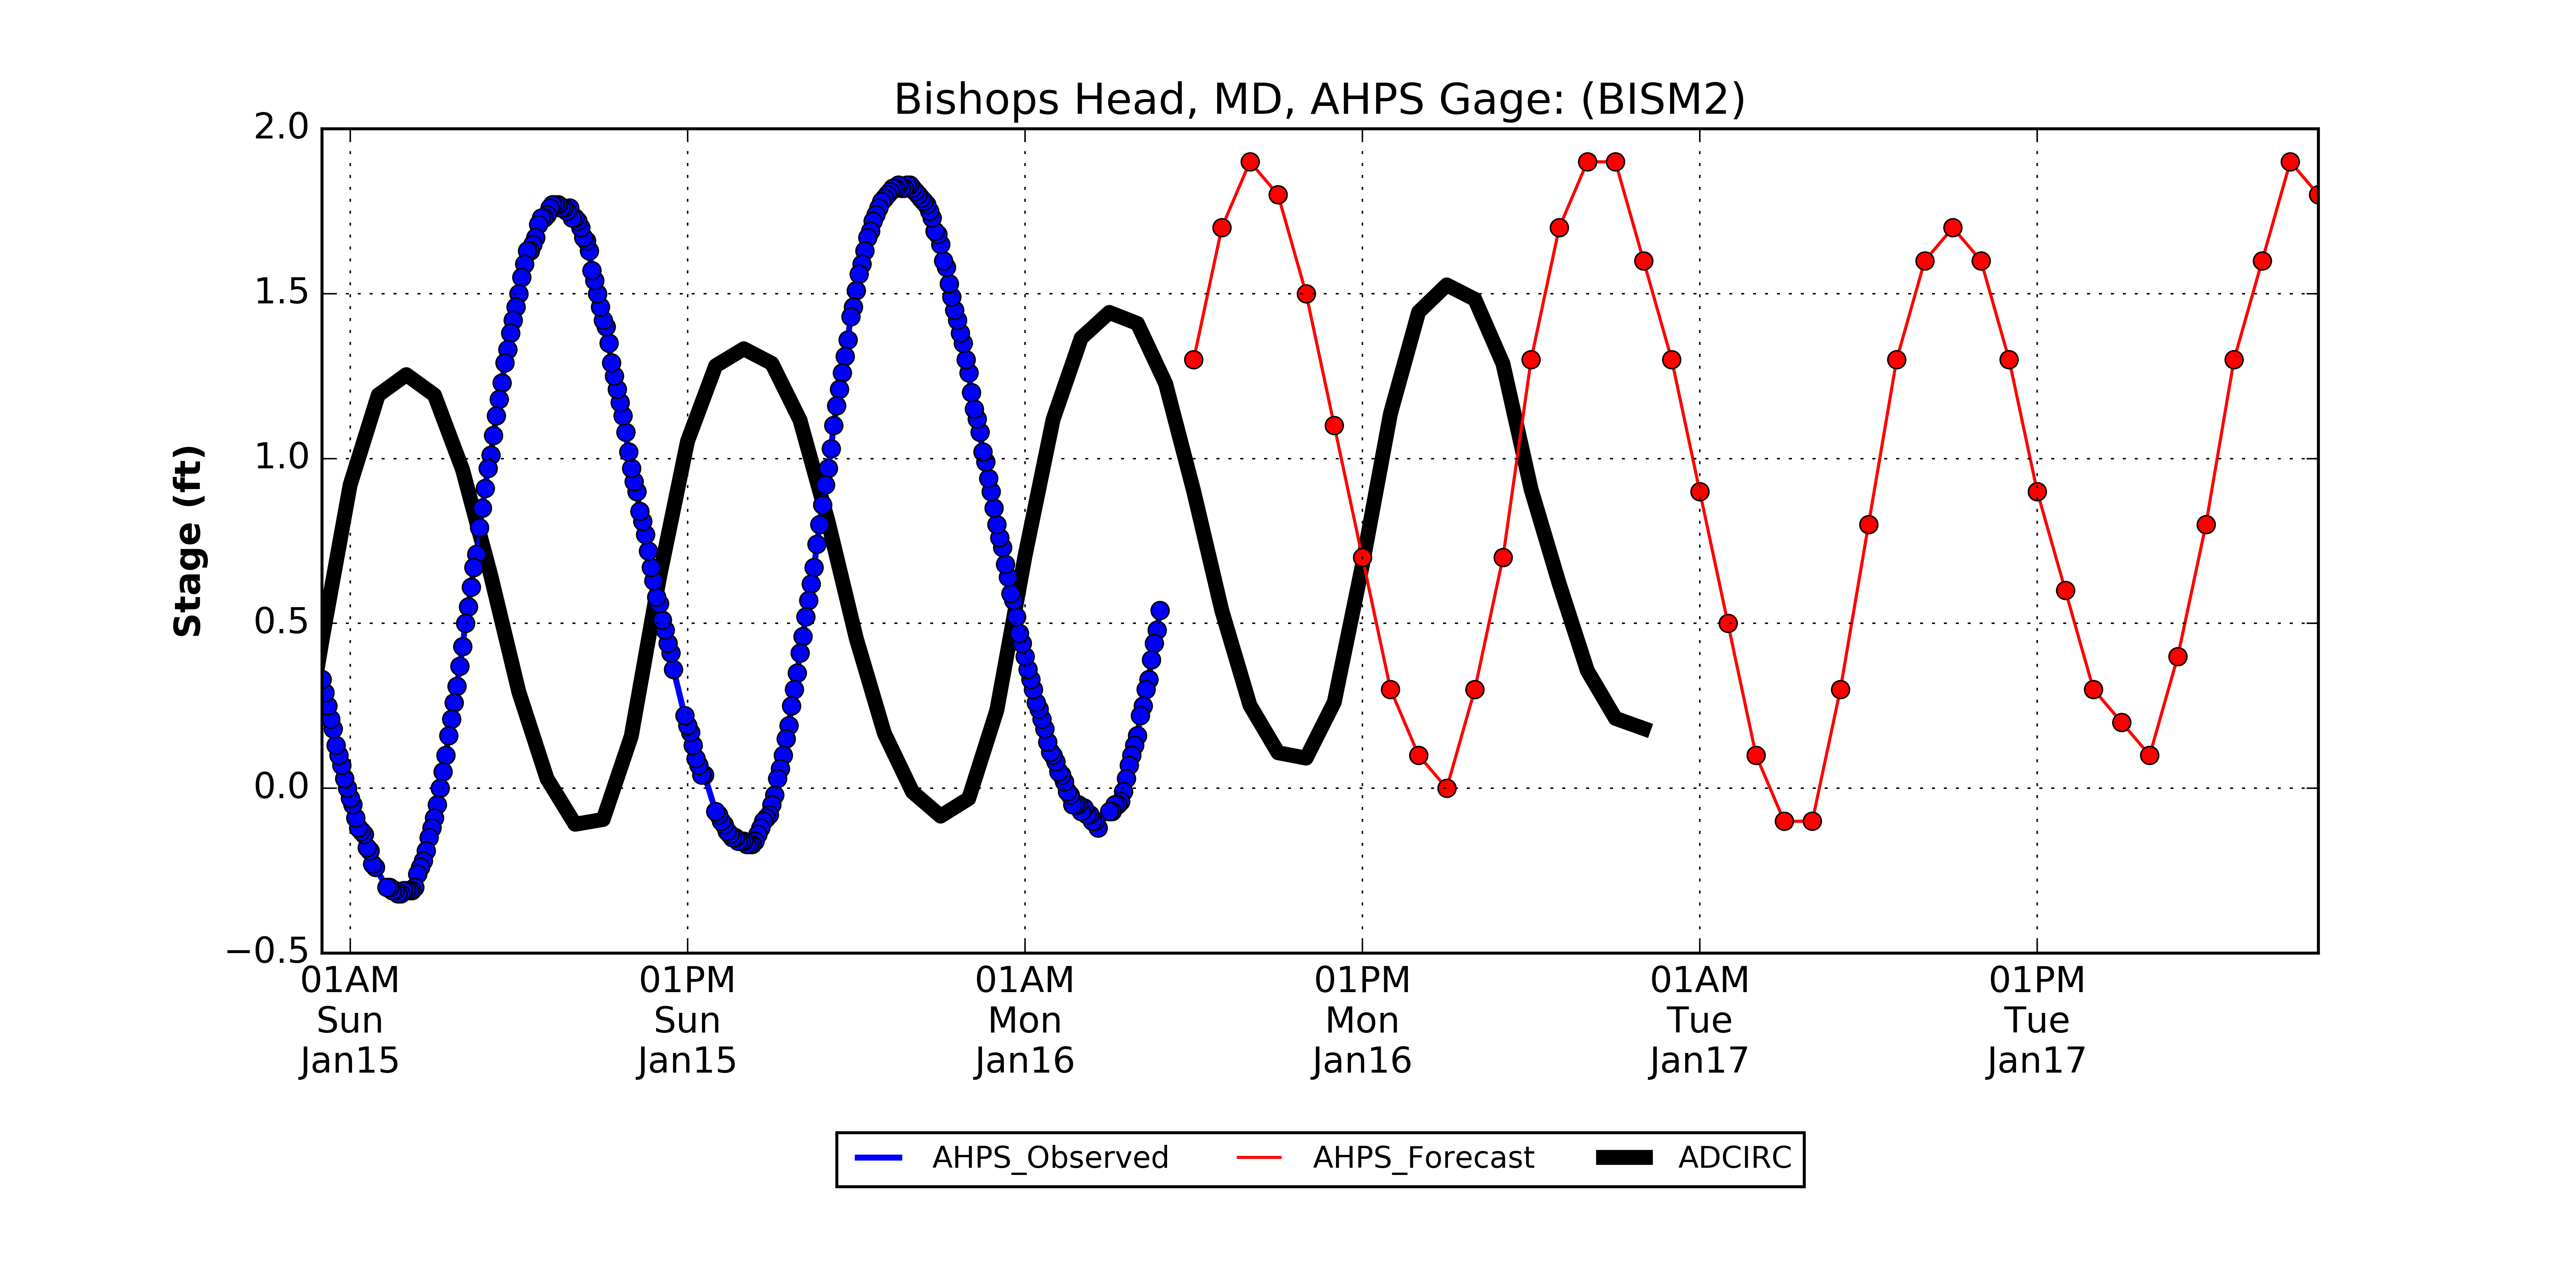 Bishops Head, MD, AHPS Gage: (BISM2)
Stage (ft)
2.0
1.5
1.0
0.5
0.0
−0.5
01AM 01PM 01AM 01PM 01AM 01PM
Sun Sun Mon Mon Tue Tue
Jan15 Jan15 Jan16 Jan16 Jan17 Jan17
AHPS_Observed AHPS_Forecast ADCIRC